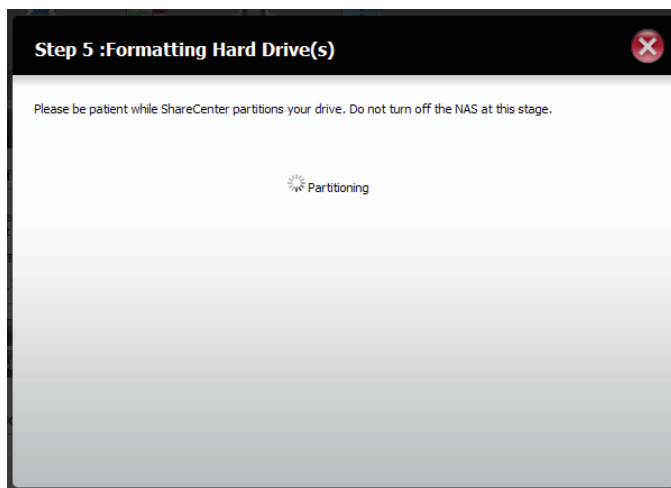 Step 5 :Formatting Hard Drive(s)
Please be patient while ShareCenter partitions your drive. Do not turn off the NAS at this stage.
Partitioning